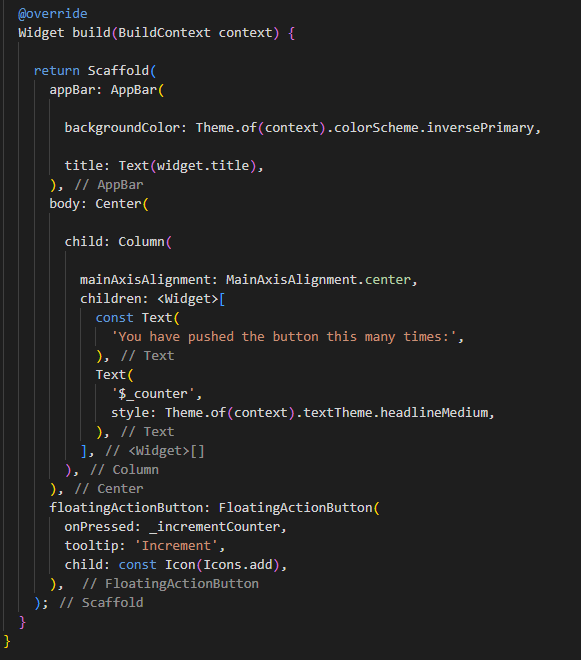 @override
Widget build(BuildContext context) {
return Scaffold(
appBar: AppBar(
backgroundColor: Theme.of(context).colorScheme.inversePrimary,
title: Text(widget.title),
), // AppBar
body: Center(
child: Column(
mainAxisAlignment: MainAxisAlignment.center,
children: <Widget>[
const Text(
'You have pushed the button this many times:',
), // Text
Text(
'$_counter',
style: Theme.of(context).textTheme.headlineMedium,
), // Text
], // <Widget>[]
), // Column
), // Center
floatingActionButton: FloatingActionButton(
onPressed: _incrementCounter,
tooltip: 'Increment',
child: const Icon(Icons.add),
), // FloatingActionButton
); // Scaffold
}
}